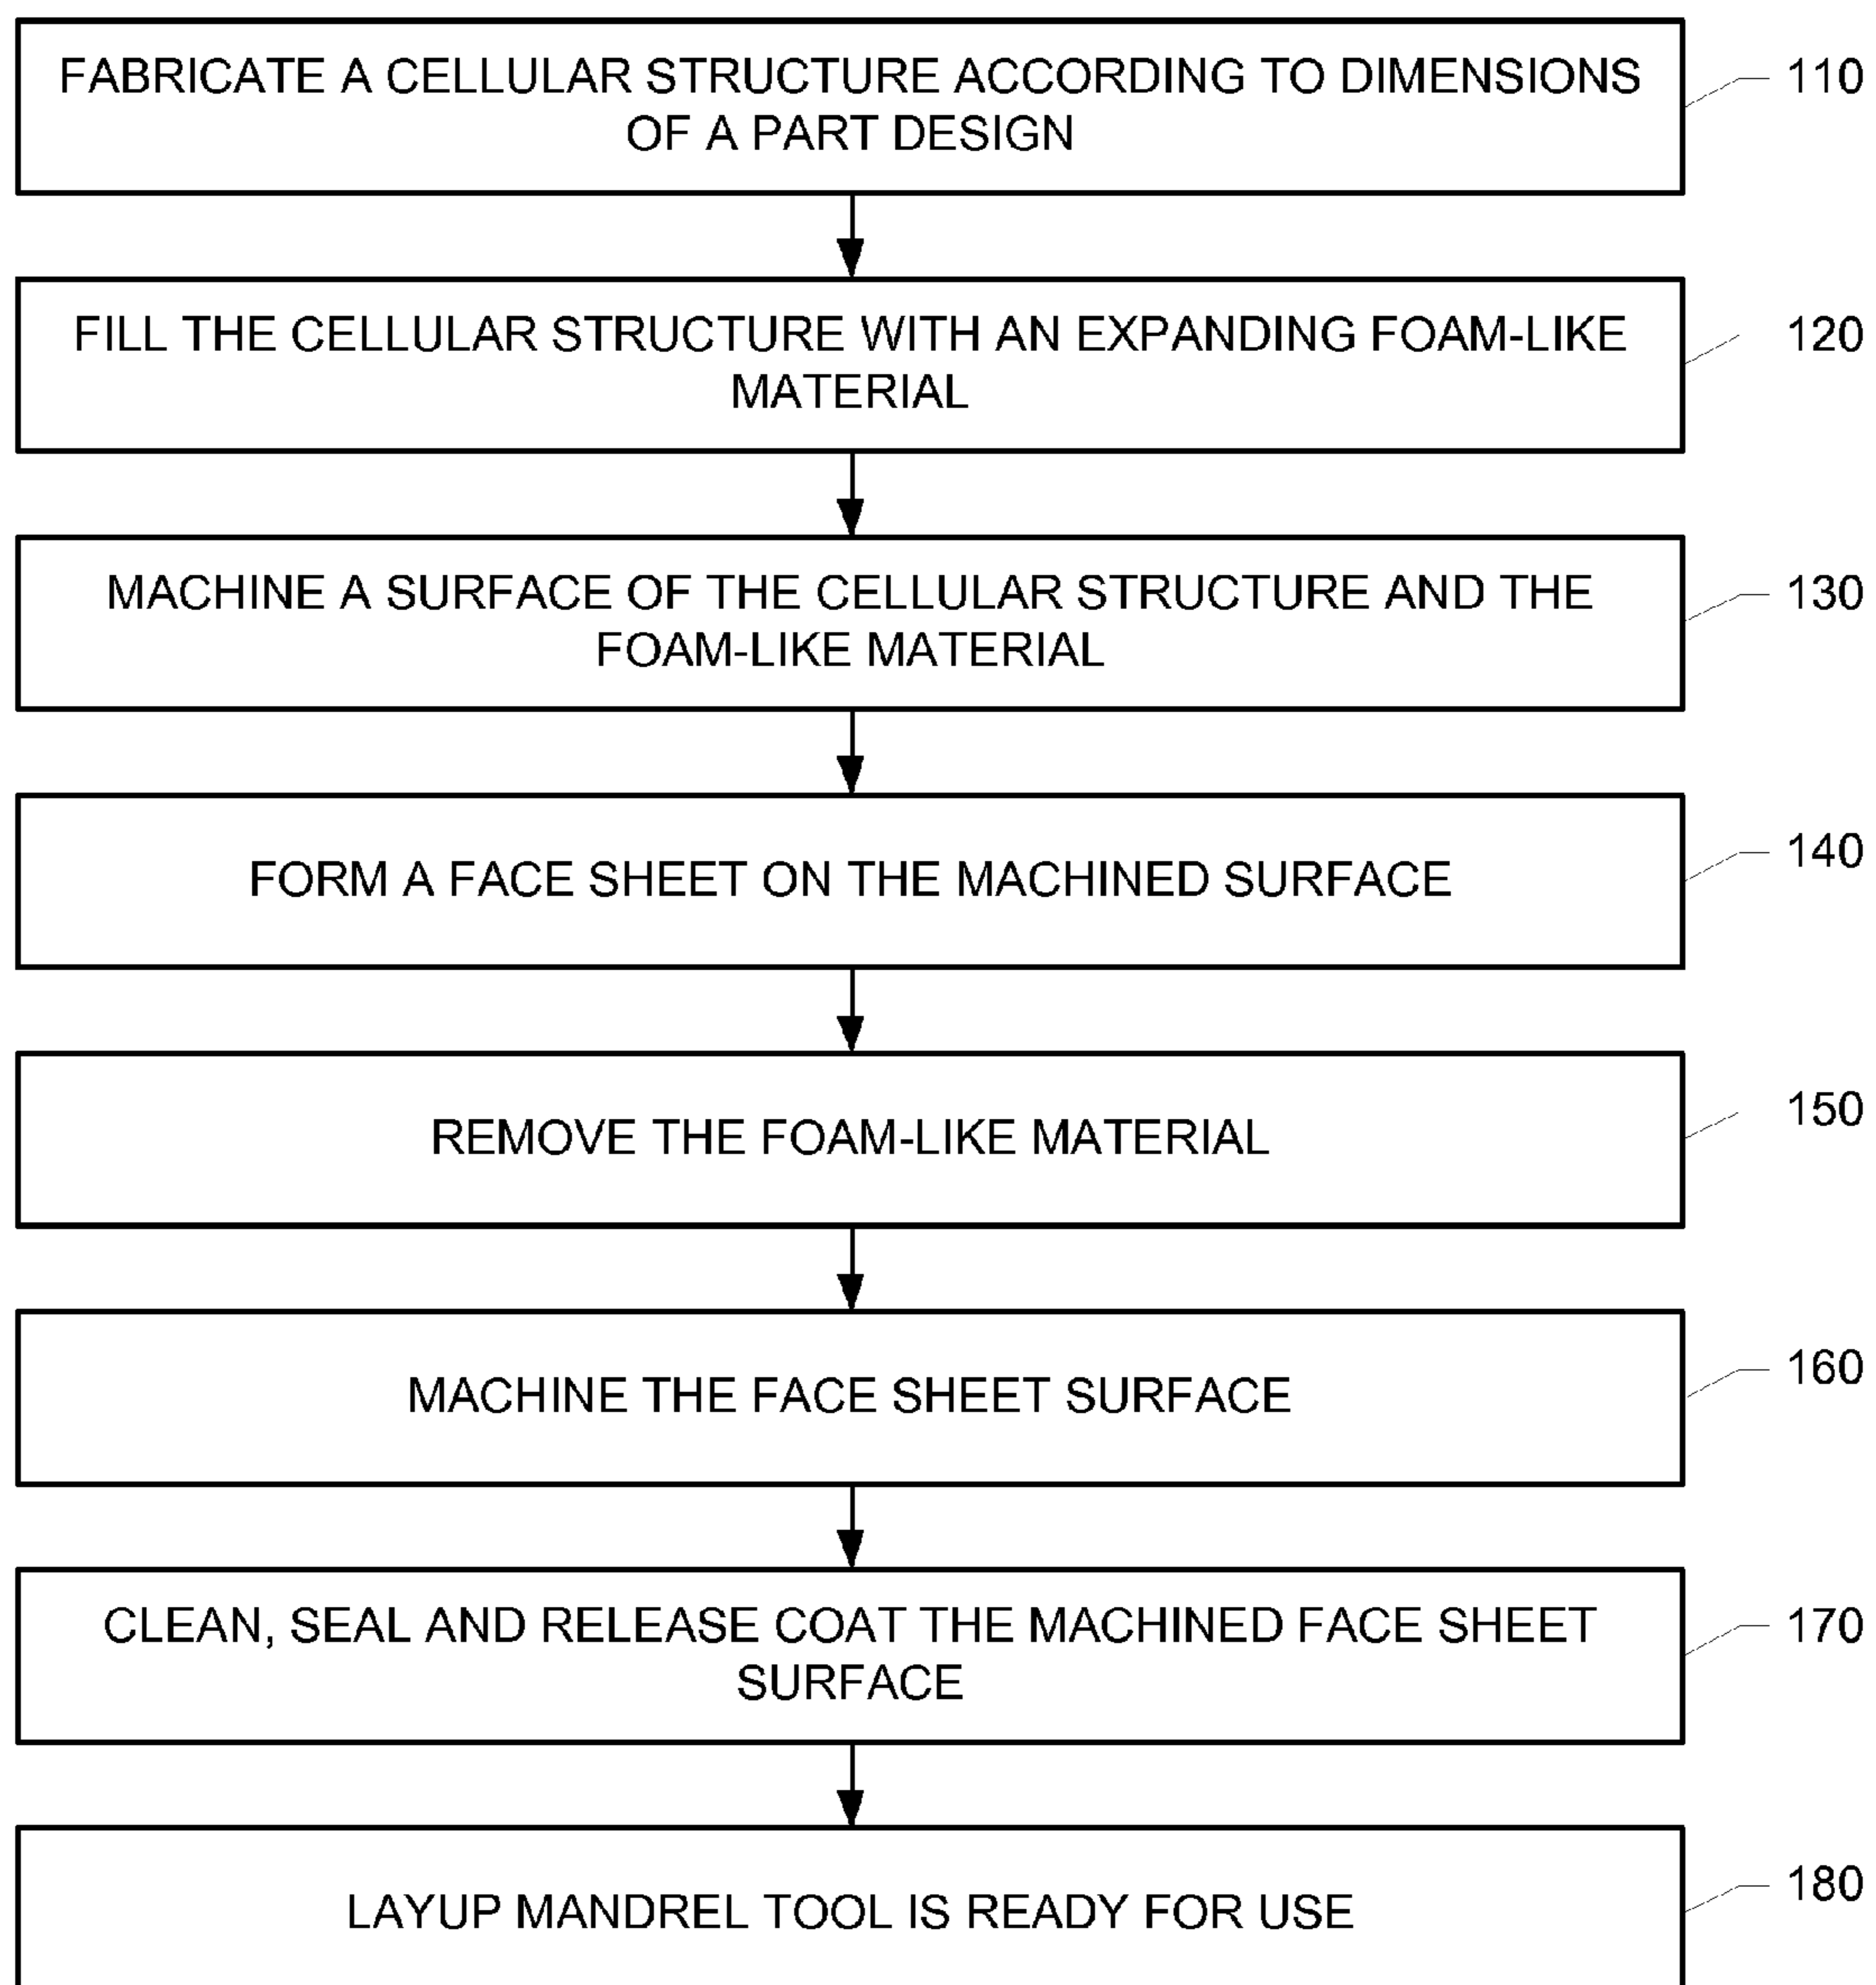 FABRICATE A CELLULAR STRUCTURE ACCORDING TO DIMENSIONS
OF A PART DESIGN
110
FILL THE CELLULAR STRUCTURE WITH AN EXPANDING FOAM-LIKE
MATERIAL
120
MACHINE A SURFACE OF THE CELLULAR STRUCTURE AND THE
FOAM-LIKE MATERIAL
130
FORM A FACE SHEET ON THE MACHINED SURFACE
140
REMOVE THE FOAM-LIKE MATERIAL
150
MACHINE THE FACE SHEET SURFACE
160
CLEAN, SEAL AND RELEASE COAT THE MACHINED FACE SHEET
SURFACE
170
LAYUP MANDREL TOOL IS READY FOR USE
180